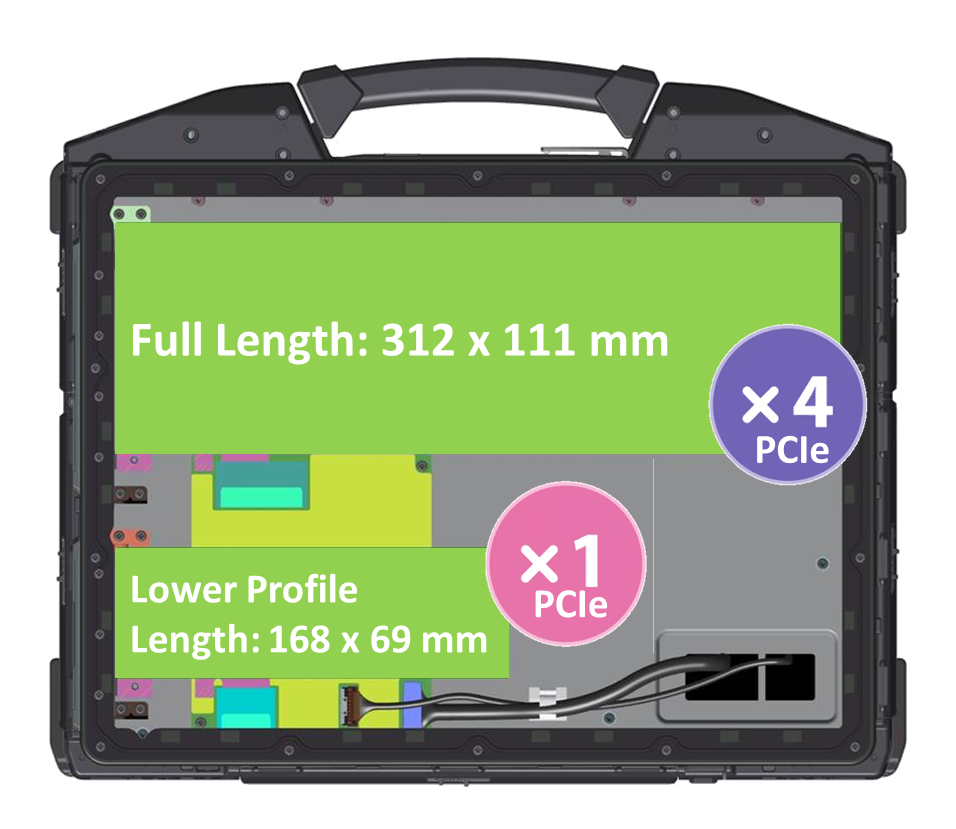 Full Length: 312 x 111 mm
×4
PCIe
×1
PCIe
Lower Profile
Length: 168 x 69 mm